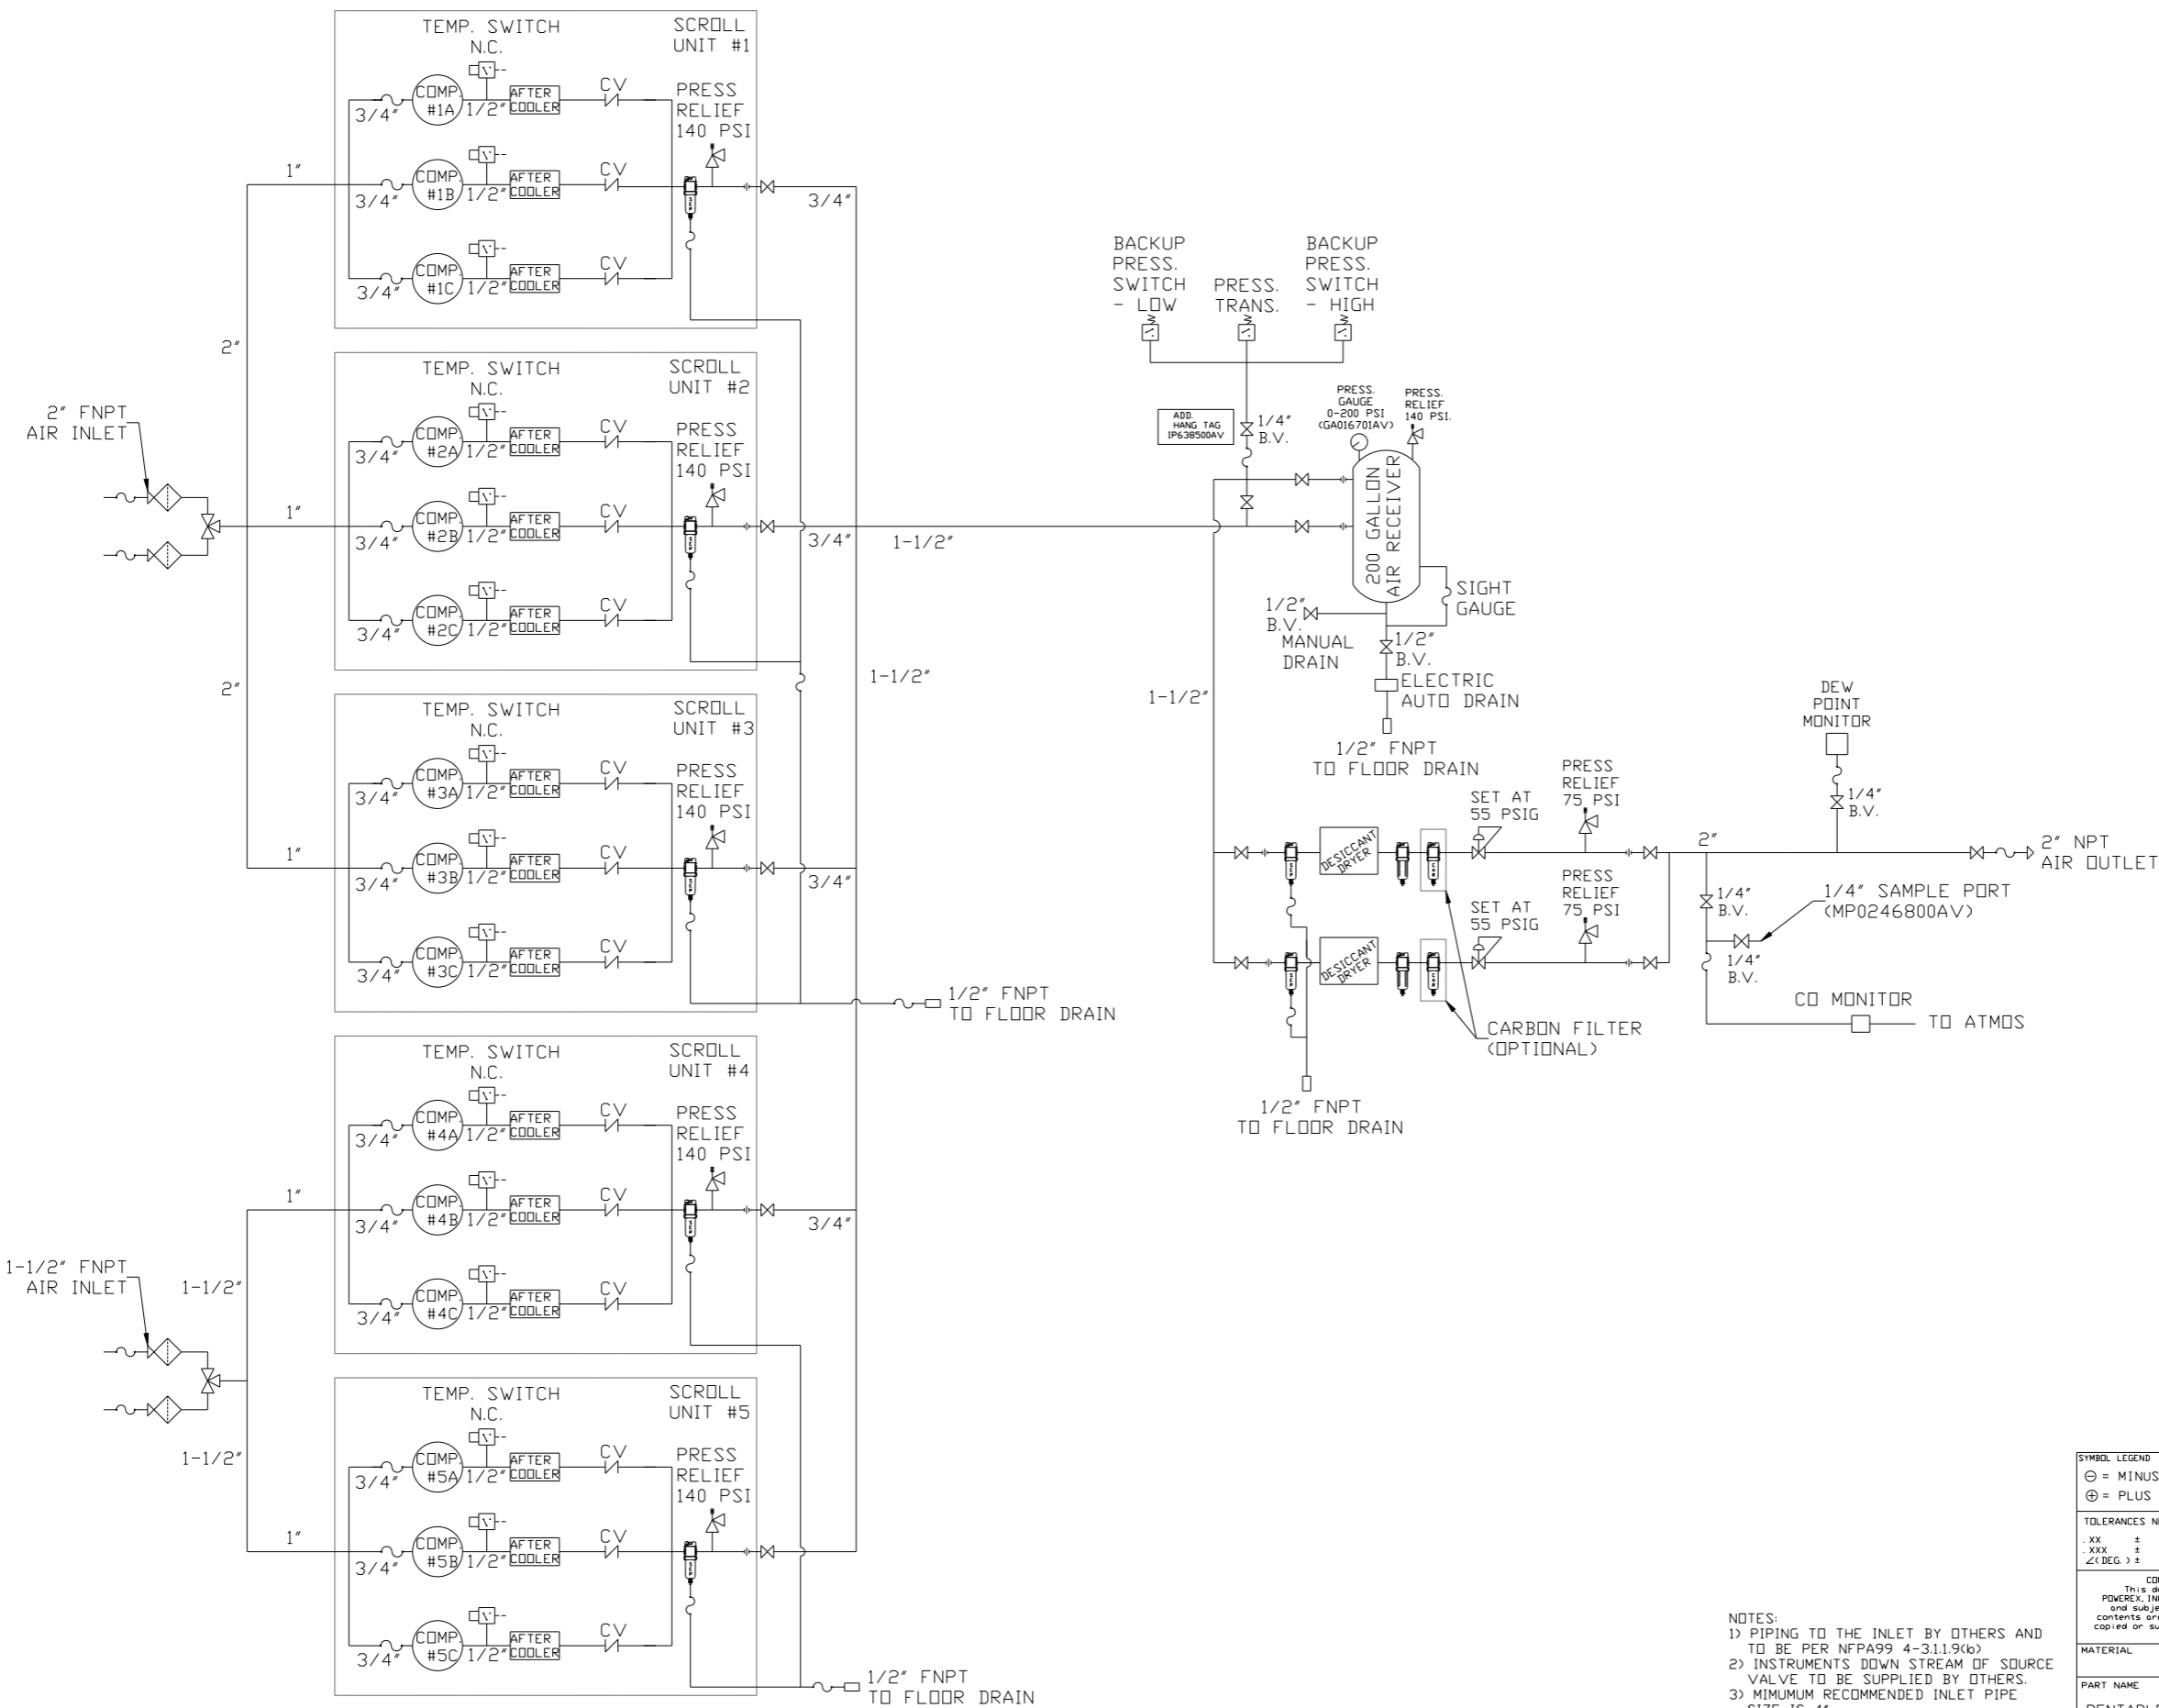 TEMP. SWITCH
N.C.
SCROLL
UNIT #1
COMP.
#1A
AFTER
COOLER
CV
PRESS
RELIEF
140 PSI
3/4"
1/2"
1"
COMP.
#1B
AFTER
COOLER
CV
3/4"
1/2"
3/4"
COMP.
#1C
AFTER
COOLER
CV
3/4"
1/2"
2"
TEMP. SWITCH
N.C.
SCROLL
UNIT #2
2" FNPT
AIR INLET
COMP.
#2A
AFTER
COOLER
CV
PRESS
RELIEF
140 PSI
3/4"
1/2"
1"
COMP.
#2B
AFTER
COOLER
CV
3/4"
1/2"
3/4"
1-1/2"
COMP.
#2C
AFTER
COOLER
CV
3/4"
1/2"
2"
1-1/2"
TEMP. SWITCH
N.C.
SCROLL
UNIT #3
COMP.
#3A
AFTER
COOLER
CV
PRESS
RELIEF
140 PSI
3/4"
1/2"
1"
COMP.
#3B
AFTER
COOLER
CV
3/4"
1/2"
3/4"
COMP.
#3C
AFTER
COOLER
CV
3/4"
1/2"
1/2" FNPT
TO FLOOR DRAIN
TEMP. SWITCH
N.C.
SCROLL
UNIT #4
COMP.
#4A
AFTER
COOLER
CV
PRESS
RELIEF
140 PSI
3/4"
1/2"
1"
COMP.
#4B
AFTER
COOLER
CV
3/4"
1/2"
3/4"
1-1/2" FNPT
AIR INLET
1-1/2"
COMP.
#4C
AFTER
COOLER
CV
3/4"
1/2"
TEMP. SWITCH
N.C.
SCROLL
UNIT #5
1-1/2"
COMP.
#5A
AFTER
COOLER
CV
PRESS
RELIEF
140 PSI
3/4"
1/2"
1"
COMP.
#5B
AFTER
COOLER
CV
3/4"
1/2"
COMP.
#5C
AFTER
COOLER
CV
3/4"
1/2"
1/2" FNPT
TO FLOOR DRAIN
BACKUP
PRESS.
SWITCH
- LOW
PRESS.
TRANS.
BACKUP
PRESS.
SWITCH
- HIGH
ADD.
HANG TAG
IP638500AV
1/4"
B.V.
PRESS.
GAUGE
0-200 PSI
(GA016701AV)
PRESS.
RELIEF
140 PSI.
200 GALLON
AIR RECEIVER
SIGHT
GAUGE
1/2"
B.V.
MANUAL
DRAIN
1/2"
B.V.
ELECTRIC
AUTO DRAIN
1/2" FNPT
TO FLOOR DRAIN
1-1/2"
DESICCANT
DRYER
SET AT
55 PSIG
PRESS
RELIEF
75 PSI
2"
DEW
POINT
MONITOR
1/4"
B.V.
2" NPT
AIR OUTLET
DESICCANT
DRYER
SET AT
55 PSIG
PRESS
RELIEF
75 PSI
1/4"
B.V.
1/4" SAMPLE PORT
(MP0246800AV)
1/4"
B.V.
CO MONITOR
TO ATMOS
CARBON FILTER
(OPTIONAL)
1/2" FNPT
TO FLOOR DRAIN
NOTES:
1) PIPING TO THE INLET BY OTHERS AND
TO BE PER NFPA99 4-3.1.1.9(b)
2) INSTRUMENTS DOWN STREAM OF SOURCE
VALVE TO BE SUPPLIED BY OTHERS.
3) MIMUMUM RECOMMENDED INLET PIPE
SYMBOL LEGEND
⊖ = MINUS
⊕ = PLUS
.XX ±
.XXX ±
∠(DEG.) ±
MATERIAL
PART NAME